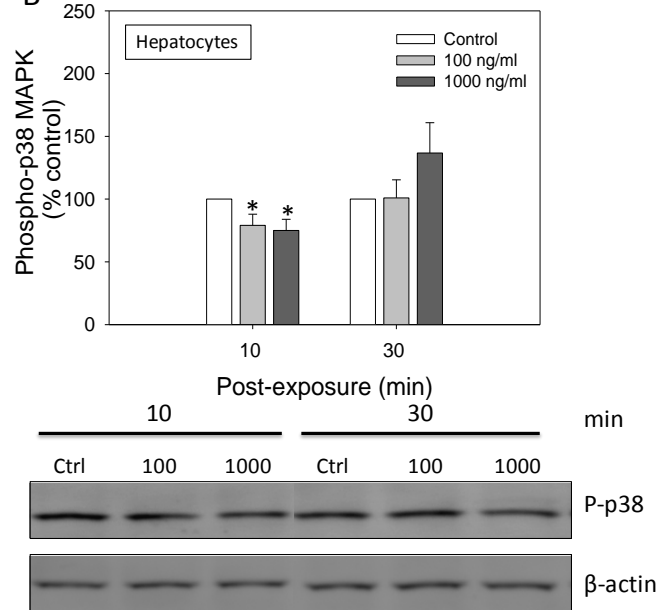 250
Hepatocytes
Control
100 ng/ml
1000 ng/ml
200
150
100
50
0
Phospho-p38 MAPK
(% control)
* *
10 30
Post-exposure (min)
10 30 min
Ctrl 100 1000 Ctrl 100 1000
P-p38
β-actin